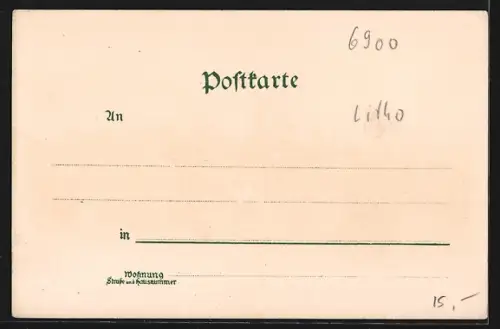 6900
Postkarte
An
Litho
in
Wohnung
Straße und Hausnummer
15,-